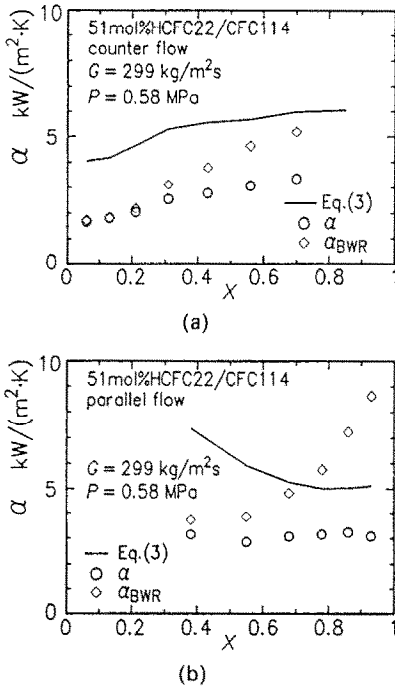 51mol%HCFC22/CFC114
counter flow
G = 299 kg/m²s
P = 0.58 MPa
α kW/(m²·K)
10
5
0
Eq.(3)
α
αBWR
0 0.2 0.4 0.6 0.8 1
X
(a)
51mol%HCFC22/CFC114
parallel flow
G = 299 kg/m²s
P = 0.58 MPa
α kW/(m²·K)
10
5
0
Eq.(3)
α
αBWR
0 0.2 0.4 0.6 0.8 1
X
(b)